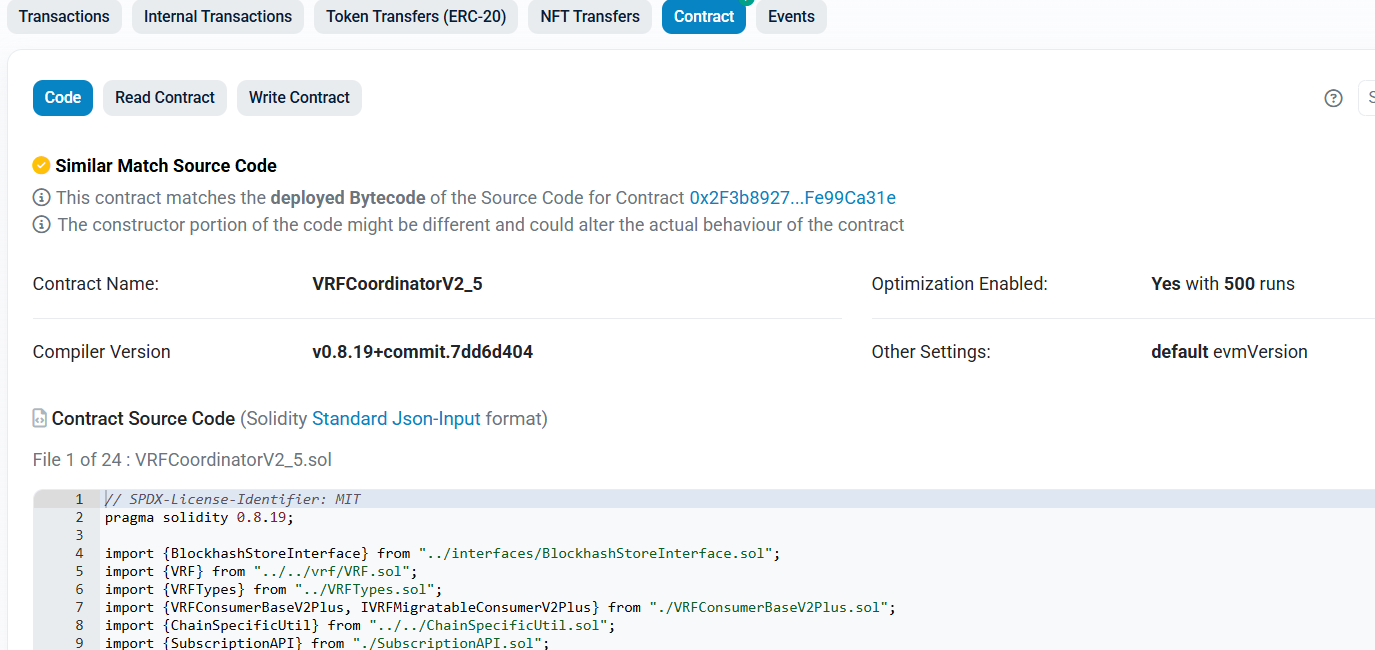 Transactions Internal Transactions Token Transfers (ERC-20) NFT Transfers Contract Events
Code Read Contract Write Contract
Similar Match Source Code
This contract matches the deployed Bytecode of the Source Code for Contract 0x2F3b8927...Fe99Ca31e
The constructor portion of the code might be different and could alter the actual behaviour of the contract
Contract Name: VRFCoordinatorV2_5 Optimization Enabled: Yes with 500 runs
Compiler Version v0.8.19+commit.7dd6d404 Other Settings: default evmVersion
Contract Source Code (Solidity Standard Json-Input format)
File 1 of 24 : VRFCoordinatorV2_5.sol
1 // SPDX-License-Identifier: MIT
2 pragma solidity 0.8.19;
3
4 import {BlockhashStoreInterface} from "../interfaces/BlockhashStoreInterface.sol";
5 import {VRF} from "../../vrf/VRF.sol";
6 import {VRFTypes} from "../VRFTypes.sol";
7 import {VRFConsumerBaseV2Plus, IVRFMigratableConsumerV2Plus} from "./VRFConsumerBaseV2Plus.sol";
8 import {ChainSpecificUtil} from "../../ChainSpecificUtil.sol";
9 import {SubscriptionAPI} from "./SubscriptionAPI.sol";